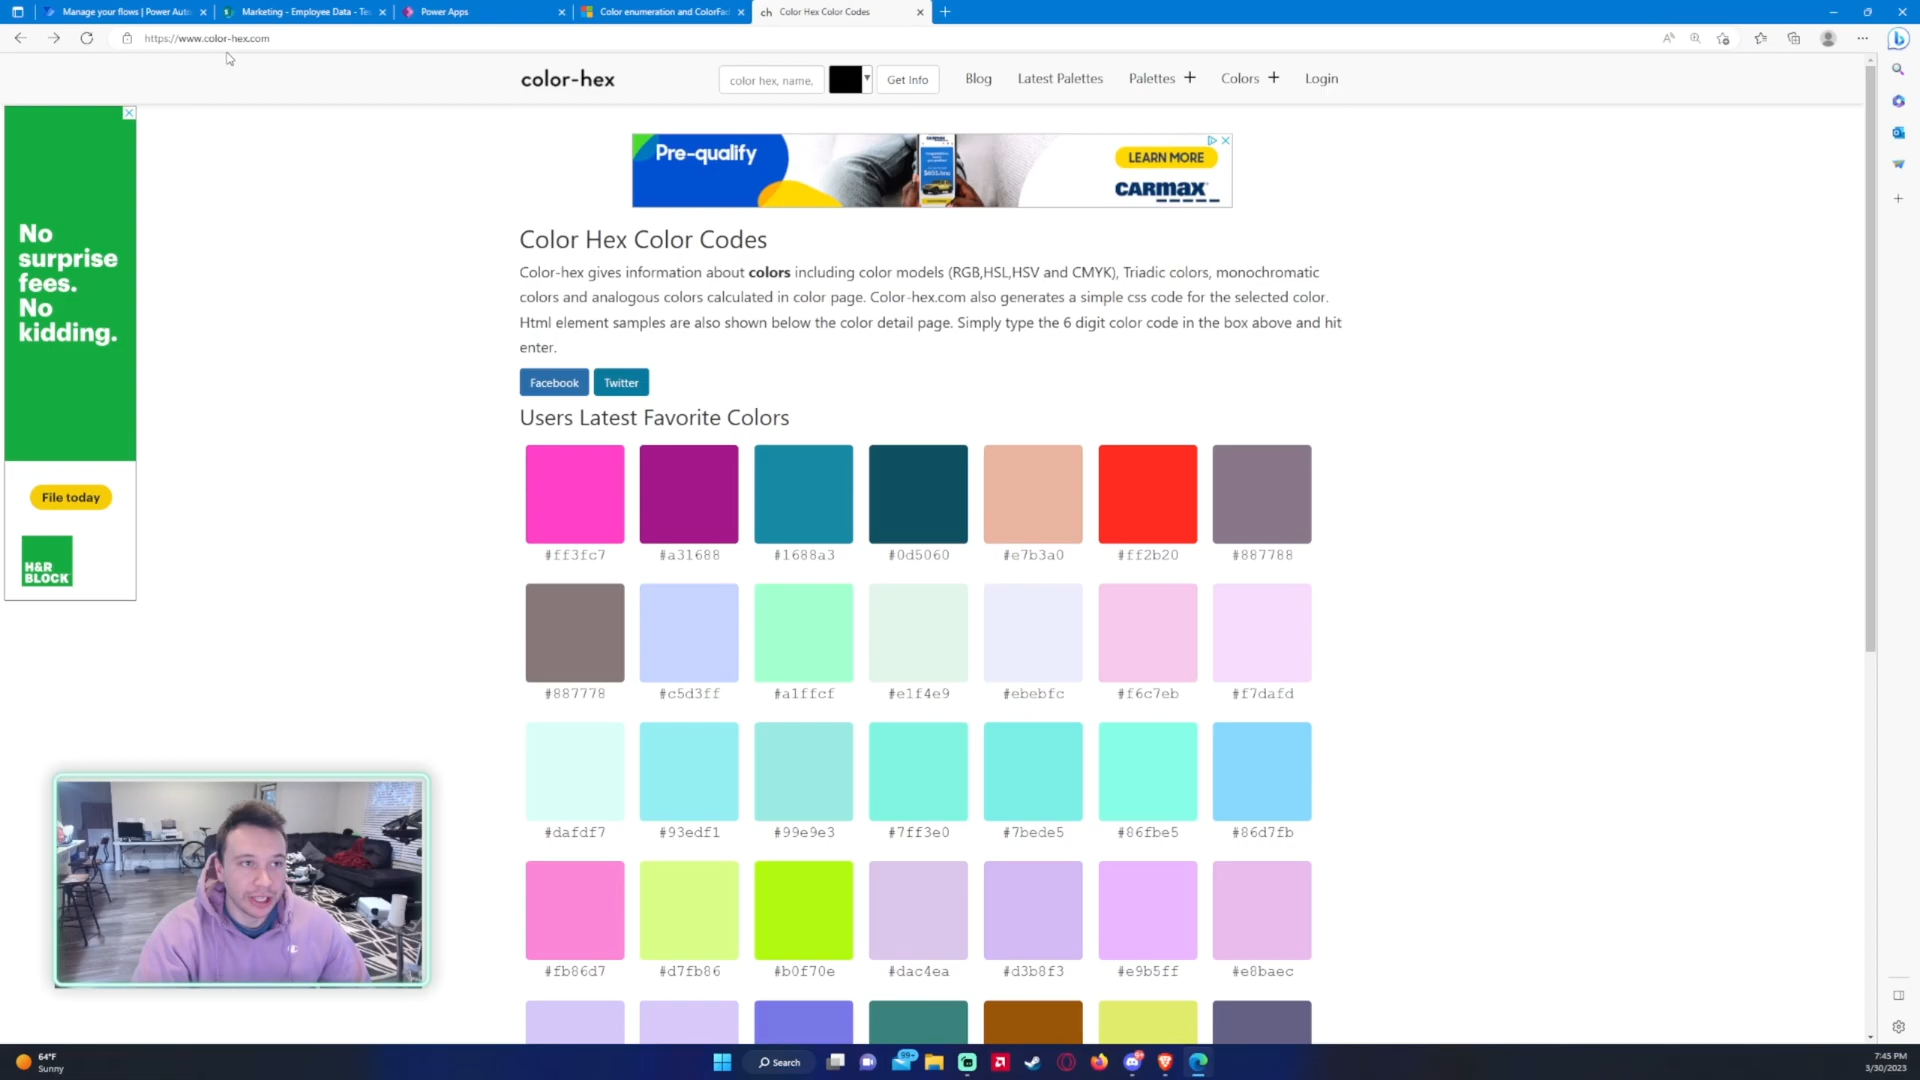 Manage your flows | Power Auto
Marketing - Employee Data - Te
Power Apps
Color enumeration and ColorFad
ch Color Hex Color Codes
https://www.color-hex.com
color-hex
color hex, name,
Get Info
Blog
Latest Palettes
Palettes +
Colors +
Login
No
surprise
fees.
No
kidding.
File today
H&R
BLOCK
Pre-qualify
LEARN MORE
CARMAX
Color Hex Color Codes
Color-hex gives information about colors including color models (RGB,HSL,HSV and CMYK), Triadic colors, monochromatic
colors and analogous colors calculated in color page. Color-hex.com also generates a simple css code for the selected color.
Html element samples are also shown below the color detail page. Simply type the 6 digit color code in the box above and hit
enter.
Facebook
Twitter
Users Latest Favorite Colors
#ff3fc7 #a31688 #1688a3 #0d5060 #e7b3a0 #ff2b20 #887788
#887778 #c5d3ff #a1ffcf #e1f4e9 #ebebfc #f6c7eb #f7dafd
#dafdf7 #93edf1 #99e9e3 #7ff3e0 #7bede5 #86fbe5 #86d7fb
#fb86d7 #d7fb86 #b0f70e #dac4ea #d3b8f3 #e9b5ff #e8baec
64°F
Sunny
Search
99+
7:45 PM
3/30/2023